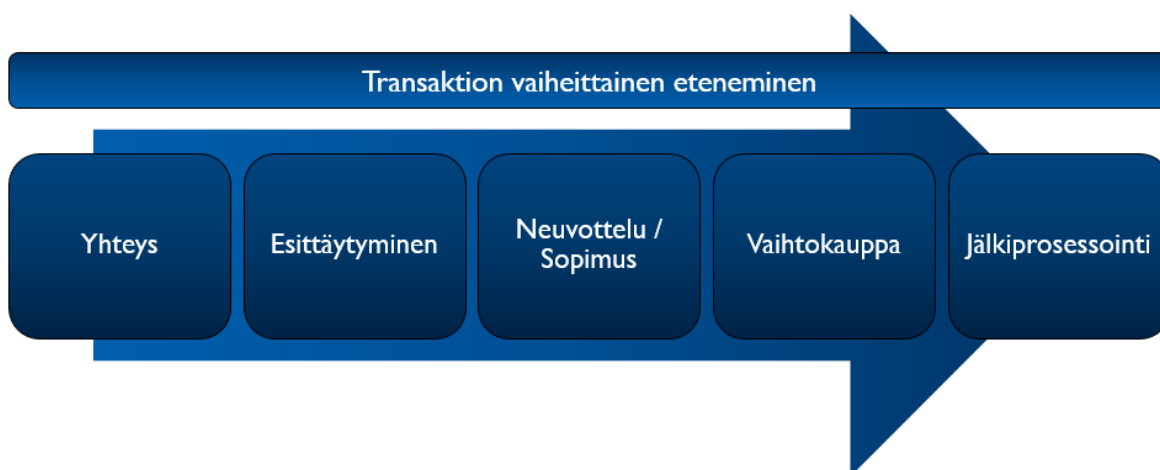 Transaktion vaiheittainen eteneminen
Yhteys
Esittäytyminen
Neuvottelu /
Sopimus
Vaihtokauppa
Jälkiprosessointi